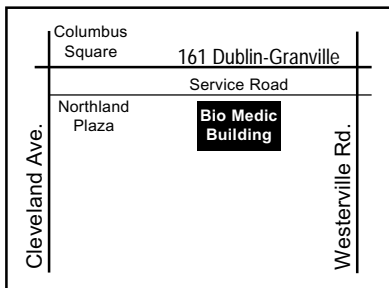 Columbus
Square
161 Dublin-Granville
Service Road
Northland
Plaza
Bio Medic
Building
Cleveland Ave.
Westerville Rd.